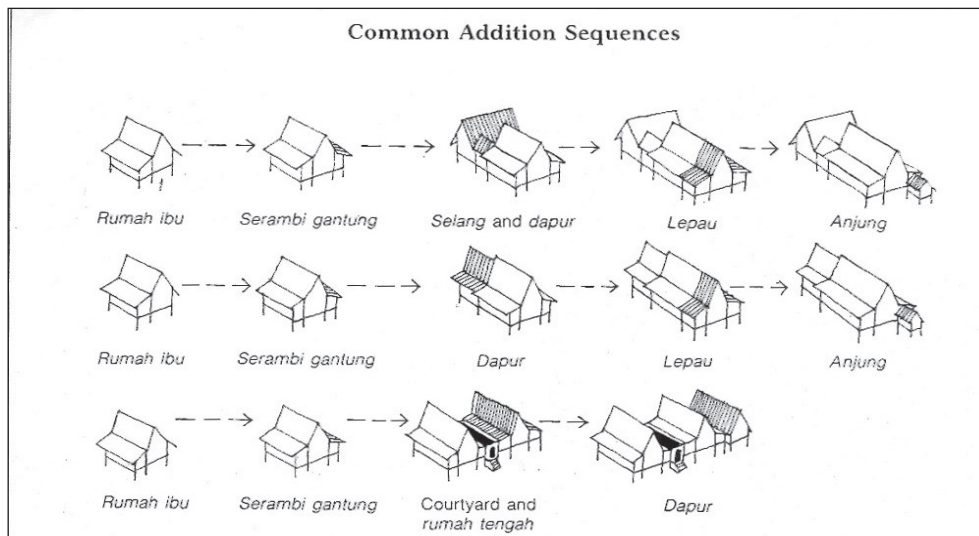 Common Addition Sequences
Rumah ibu
Serambi gantung
Selang and dapur
Lepau
Anjung
Rumah ibu
Serambi gantung
Dapur
Lepau
Anjung
Rumah ibu
Serambi gantung
Courtyard and
rumah tengah
Dapur